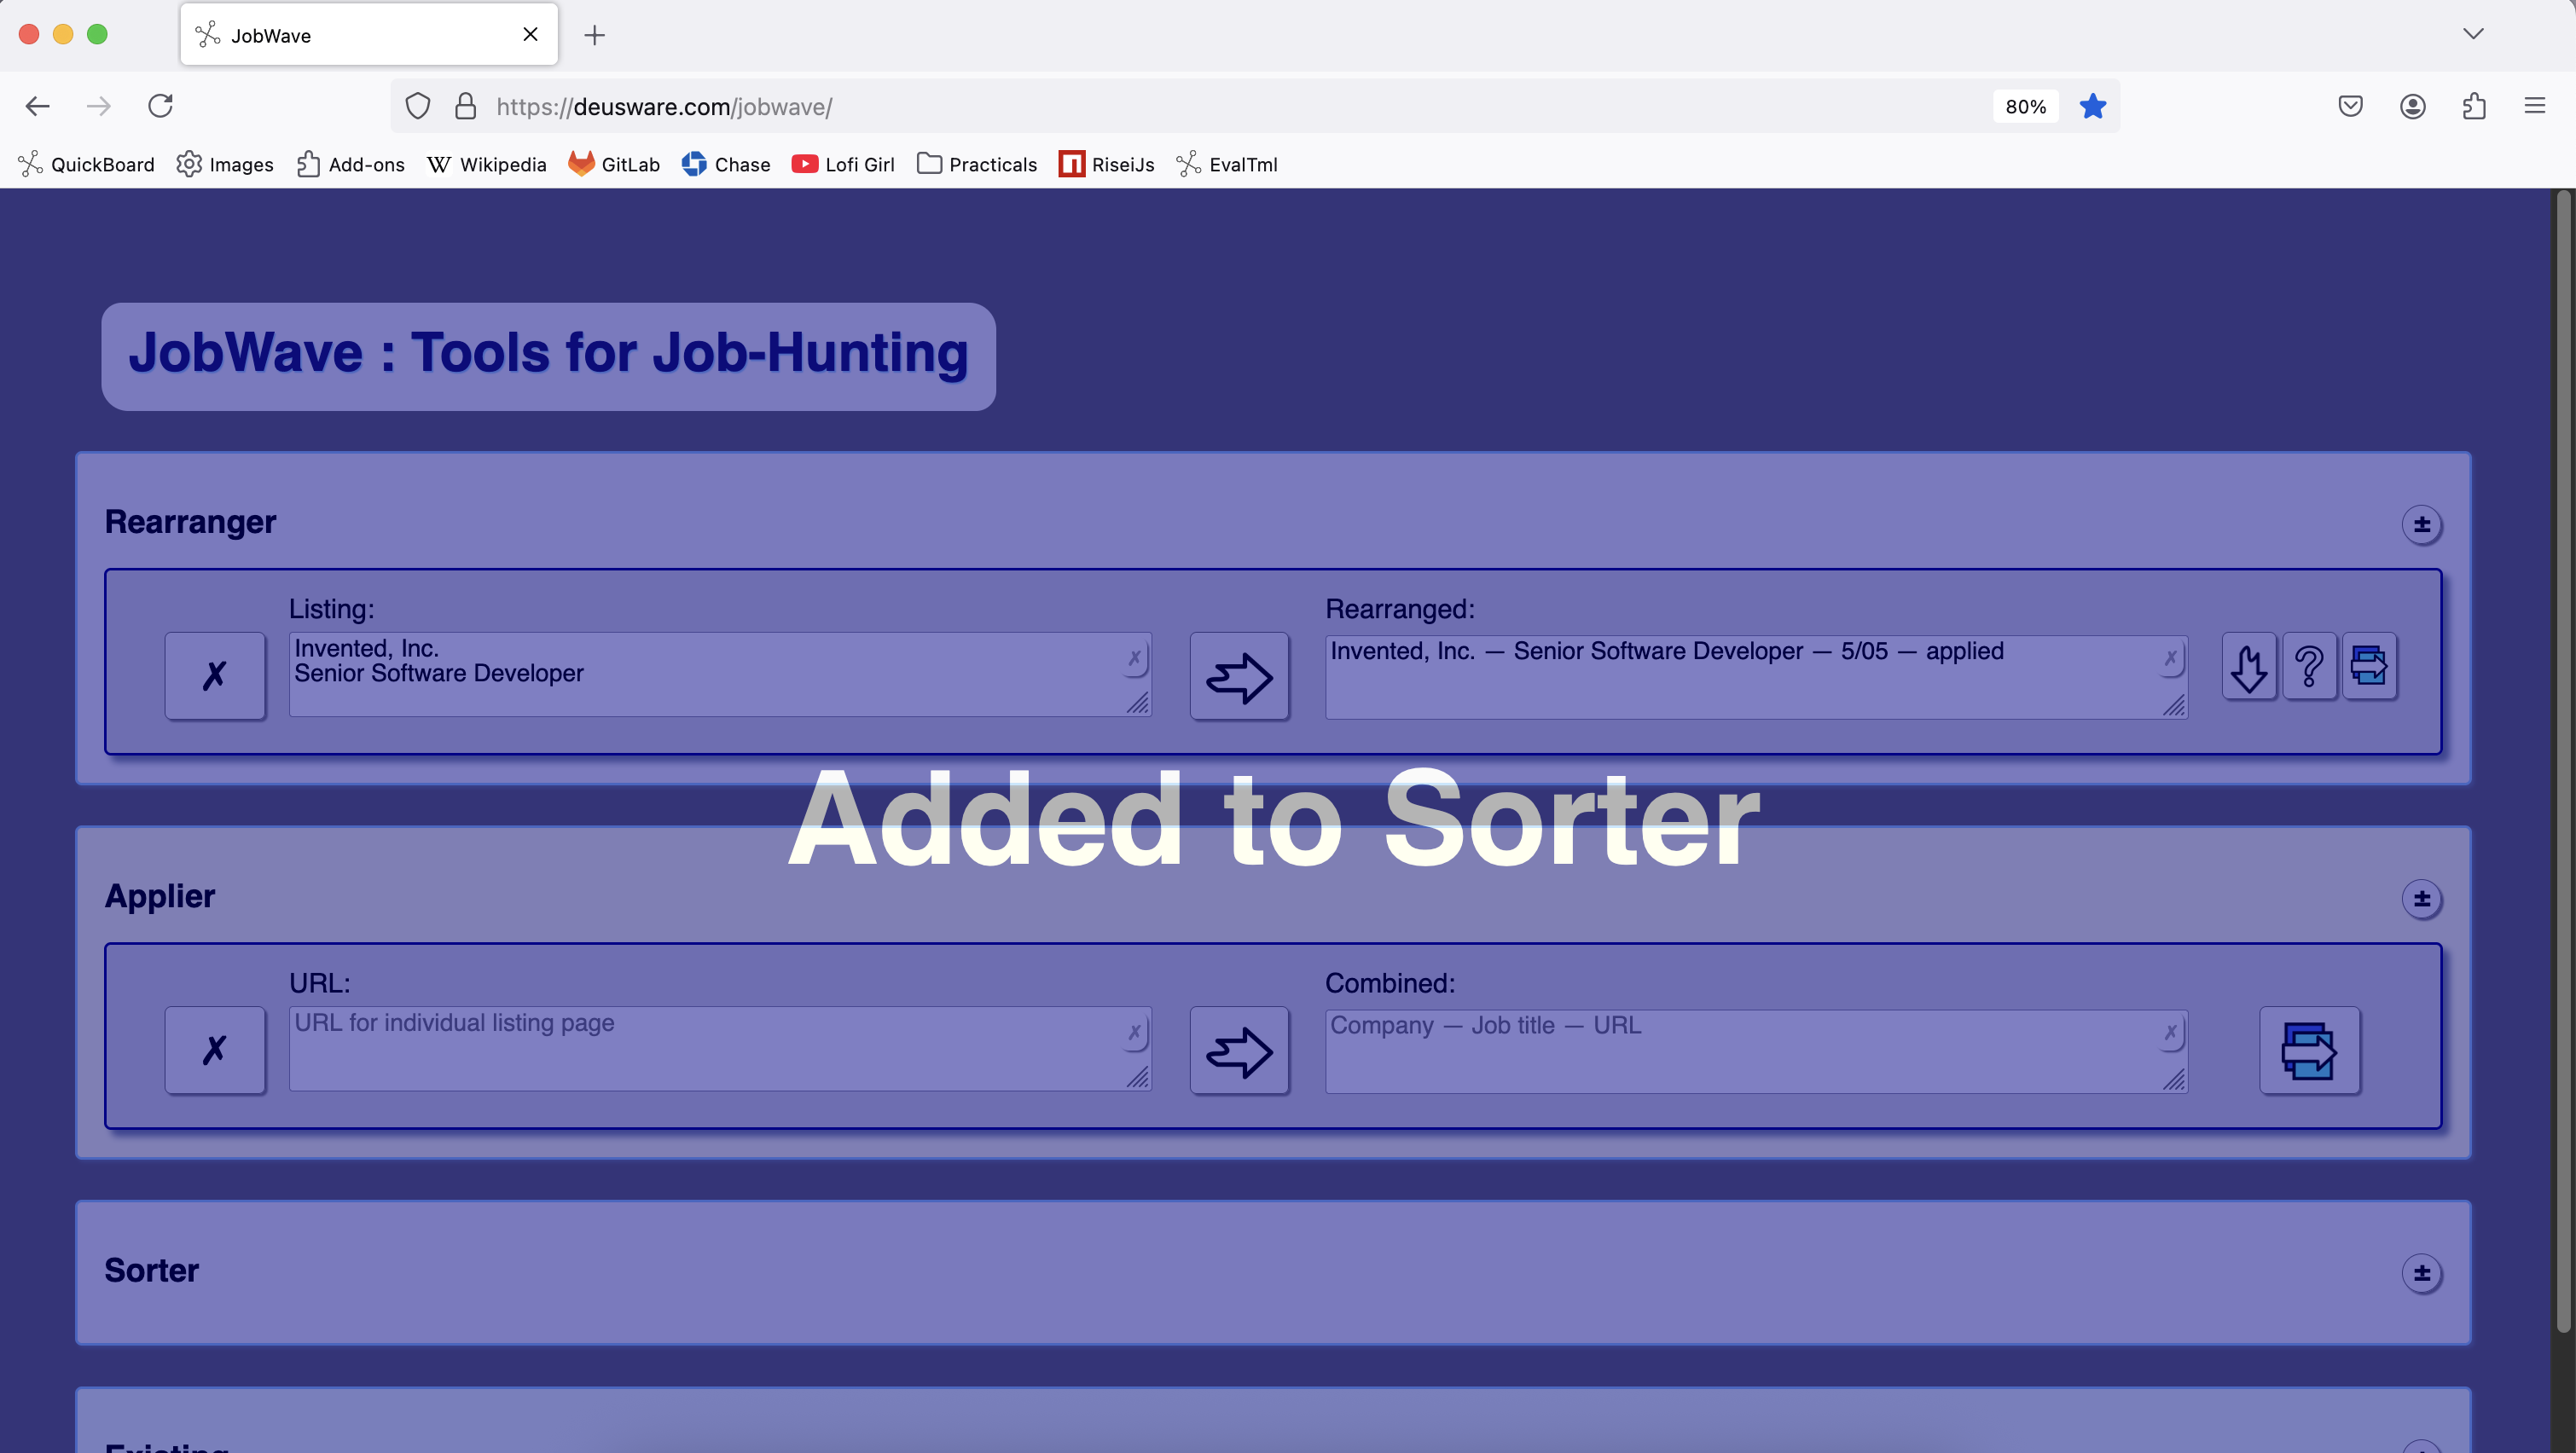 JobWave
https://deusware.com/jobwave/
80%
QuickBoard
Images
Add-ons
W Wikipedia
GitLab
Chase
Lofi Girl
Practicals
RiseiJs
EvalTml
JobWave : Tools for Job-Hunting
Rearranger
±
Listing:
Rearranged:
✗
Invented, Inc.
Senior Software Developer
✗
Invented, Inc. — Senior Software Developer — 5/05 — applied
✗
?
Added to Sorter
Applier
±
URL:
Combined:
✗
URL for individual listing page
✗
Company — Job title — URL
✗
Sorter
±
Existing